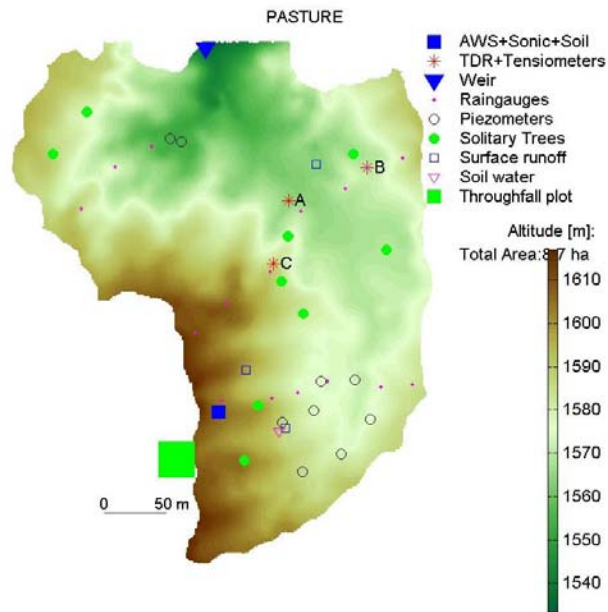 PASTURE
AWS+Sonic+Soil
TDR+Tensiometers
Weir
Raingauges
Piezometers
Solitary Trees
Surface runoff
Soil water
Throughfall plot
B
A
C
Altitude [m]:
Total Area:8.7 ha
1610
1600
1590
1580
1570
1560
1550
1540
0 50 m